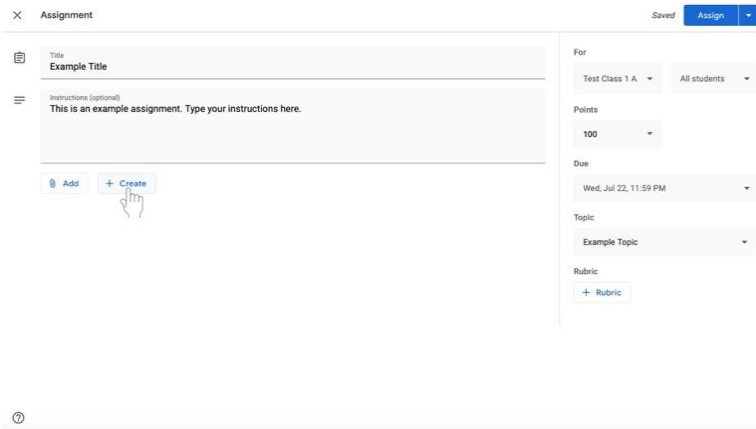 Assignment
Saved
Assign
Title
Example Title
Instructions (optional)
This is an example assignment. Type your instructions here.
Add
+ Create
For
Test Class 1 A
All students
Points
100
Due
Wed, Jul 22, 11:59 PM
Topic
Example Topic
Rubric
+ Rubric